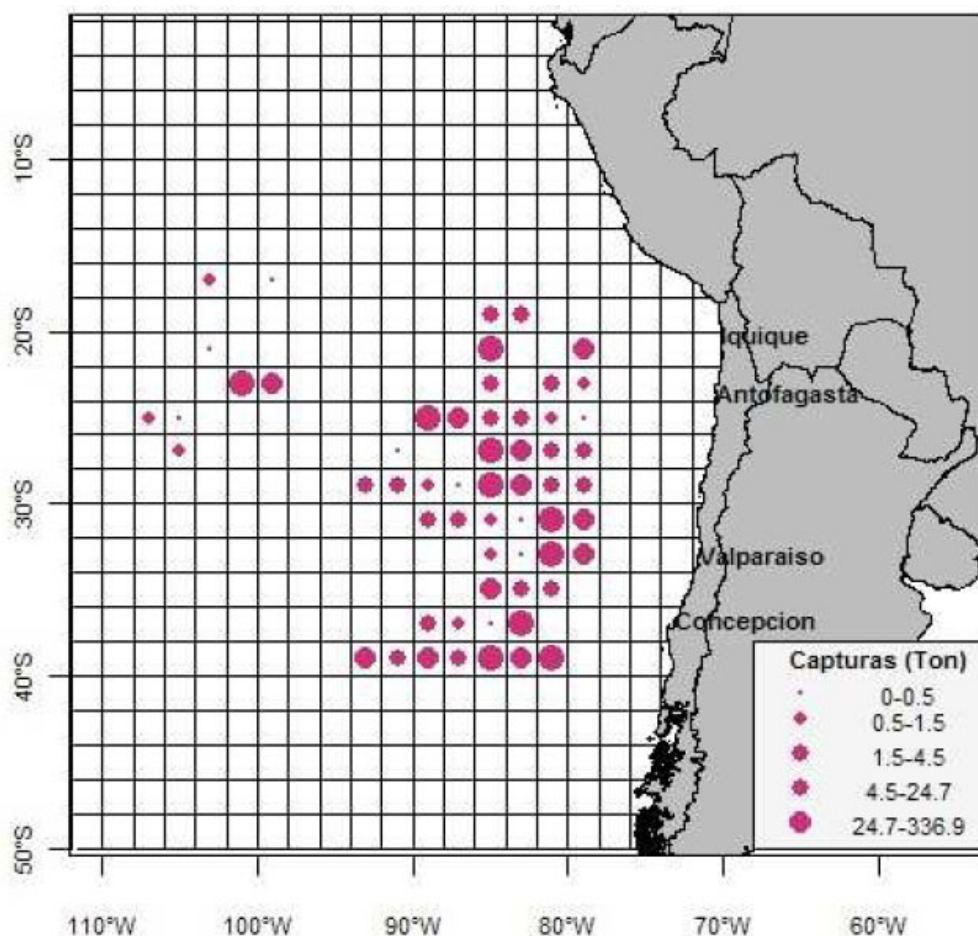 10°S
20°S
30°S
40°S
50°S
Iquique
Antofagasta
Valparaiso
Concepcion
Capturas (Ton)
0-0.5
0.5-1.5
1.5-4.5
4.5-24.7
24.7-336.9
110°W 100°W 90°W 80°W 70°W 60°W